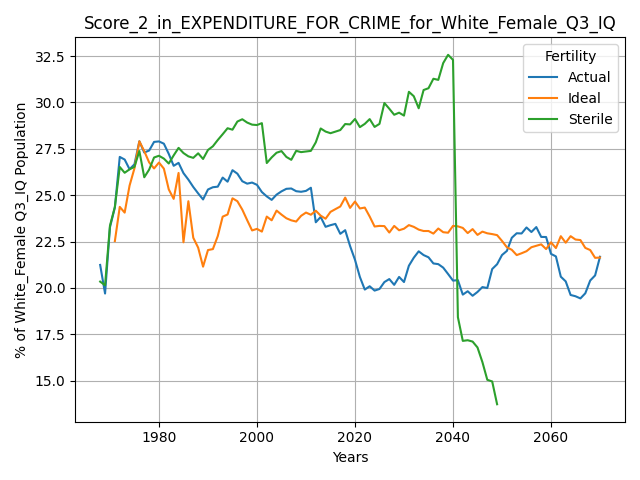 Score_2_in_EXPENDITURE_FOR_CRIME_for_White_Female_Q3_IQ
% of White_Female Q3_IQ Population
32.5
30.0
27.5
25.0
22.5
20.0
17.5
15.0
Fertility
Actual
Ideal
Sterile
1980
2000
2020
2040
2060
Years